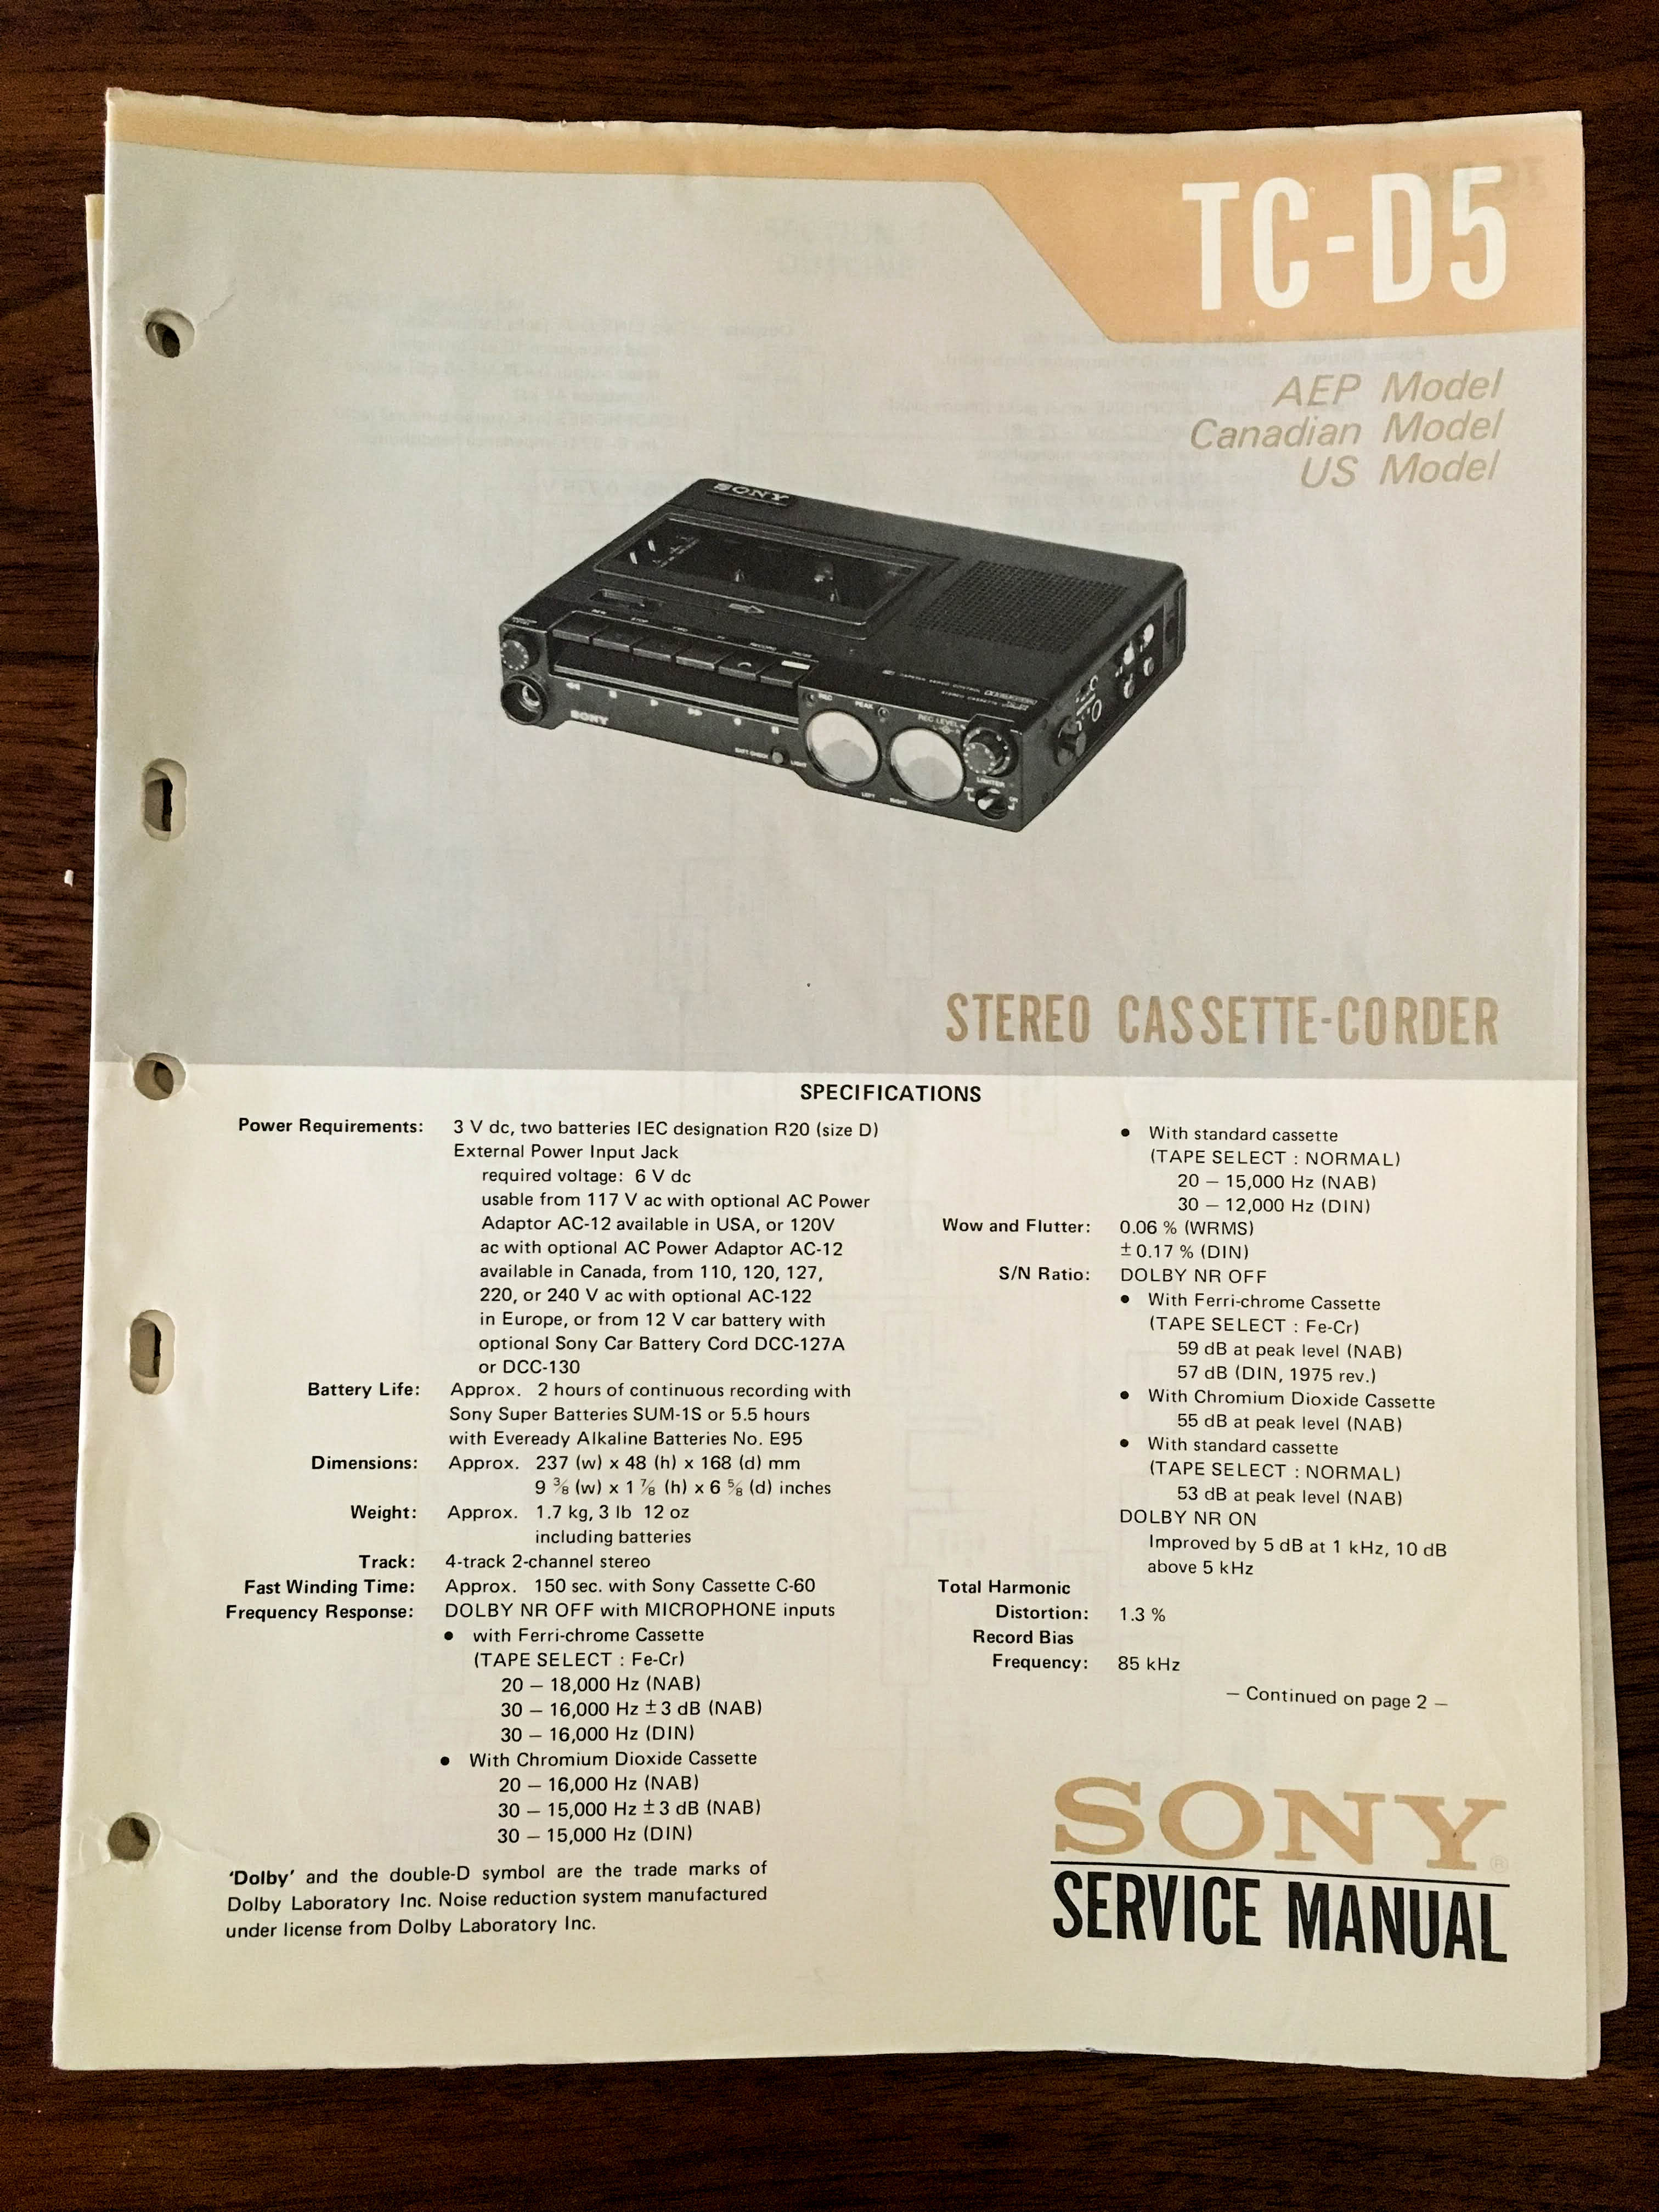 TC-D5
AEP Model
Canadian Model
US Model
SONY
REC
PEAK
REC LEVEL
LIMITER
SONY
BATT CHECK
LIGHT
LEFT
RIGHT
STEREO CASSETTE-CORDER
SPECIFICATIONS
Power Requirements: 3 V dc, two batteries IEC designation R20 (size D)
External Power Input Jack
required voltage: 6 V dc
usable from 117 V ac with optional AC Power
Adaptor AC-12 available in USA, or 120V
ac with optional AC Power Adaptor AC-12
available in Canada, from 110, 120, 127,
220, or 240 V ac with optional AC-122
in Europe, or from 12 V car battery with
optional Sony Car Battery Cord DCC-127A
or DCC-130
Battery Life: Approx. 2 hours of continuous recording with
Sony Super Batteries SUM-1S or 5.5 hours
with Eveready Alkaline Batteries No. E95
Dimensions: Approx. 237 (w) x 48 (h) x 168 (d) mm
9 ⅜ (w) x 1 ⅞ (h) x 6 ⅝ (d) inches
Weight: Approx. 1.7 kg, 3 lb 12 oz
including batteries
Track: 4-track 2-channel stereo
Fast Winding Time: Approx. 150 sec. with Sony Cassette C-60
Frequency Response: DOLBY NR OFF with MICROPHONE inputs
• with Ferri-chrome Cassette
(TAPE SELECT : Fe-Cr)
20 – 18,000 Hz (NAB)
30 – 16,000 Hz ±3 dB (NAB)
30 – 16,000 Hz (DIN)
• With Chromium Dioxide Cassette
20 – 16,000 Hz (NAB)
30 – 15,000 Hz ±3 dB (NAB)
30 – 15,000 Hz (DIN)
'Dolby' and the double-D symbol are the trade marks of
Dolby Laboratory Inc. Noise reduction system manufactured
under license from Dolby Laboratory Inc.
• With standard cassette
(TAPE SELECT : NORMAL)
20 – 15,000 Hz (NAB)
30 – 12,000 Hz (DIN)
Wow and Flutter: 0.06 % (WRMS)
±0.17 % (DIN)
S/N Ratio: DOLBY NR OFF
• With Ferri-chrome Cassette
(TAPE SELECT : Fe-Cr)
59 dB at peak level (NAB)
57 dB (DIN, 1975 rev.)
• With Chromium Dioxide Cassette
55 dB at peak level (NAB)
• With standard cassette
(TAPE SELECT : NORMAL)
53 dB at peak level (NAB)
DOLBY NR ON
Improved by 5 dB at 1 kHz, 10 dB
above 5 kHz
Total Harmonic
Distortion: 1.3 %
Record Bias
Frequency: 85 kHz
– Continued on page 2 –
SONY®
SERVICE MANUAL